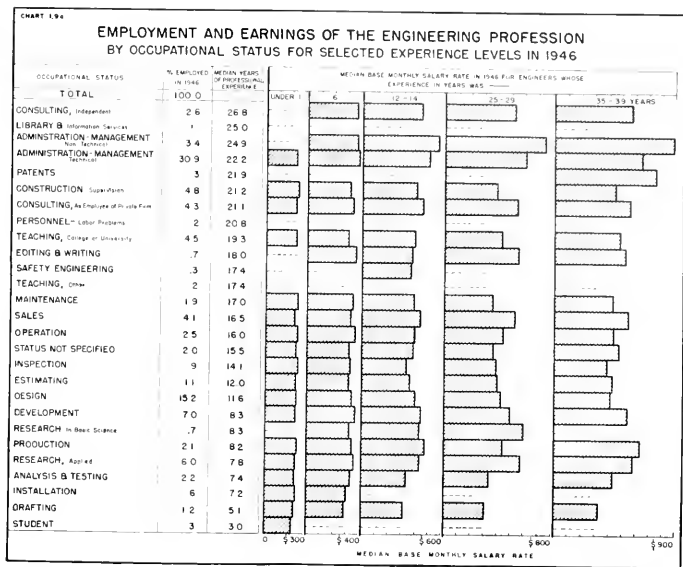 CHART 1.94
EMPLOYMENT AND EARNINGS OF THE ENGINEERING PROFESSION
BY OCCUPATIONAL STATUS FOR SELECTED EXPERIENCE LEVELS IN 1946
OCCUPATIONAL STATUS
% EMPLOYED IN 1946
MEDIAN YEARS OF PROFESSIONAL EXPERIENCE
MEDIAN BASE MONTHLY SALARY RATE IN 1946 FOR ENGINEERS WHOSE
EXPERIENCE IN YEARS WAS
TOTAL 100.0 UNDER 1 6 12-14 25-29 35-39 YEARS
CONSULTING, Independent 2.6 26.8
LIBRARY & Information Services .1 25.0
ADMINISTRATION-MANAGEMENT Non Technical 3.4 24.9
ADMINISTRATION-MANAGEMENT Technical 30.9 22.2
PATENTS .3 21.9
CONSTRUCTION Supervision 4.8 21.2
CONSULTING, As Employee of Private Firm 4.3 21.1
PERSONNEL-Labor Problems .2 20.8
TEACHING, College or University 4.5 19.3
EDITING & WRITING .7 18.0
SAFETY ENGINEERING .3 17.4
TEACHING, Other .2 17.4
MAINTENANCE 1.9 17.0
SALES 4.1 16.5
OPERATION 2.5 16.0
STATUS NOT SPECIFIED 2.0 15.5
INSPECTION .9 14.1
ESTIMATING 1.1 12.0
DESIGN 15.2 11.6
DEVELOPMENT 7.0 8.3
RESEARCH In Basic Science .7 8.3
PRODUCTION 2.1 8.2
RESEARCH, Applied 6.0 7.8
ANALYSIS & TESTING 2.2 7.4
INSTALLATION .6 7.2
DRAFTING 1.2 5.1
STUDENT .3 3.0
0 $300 $400 $600 $800 $900
MEDIAN BASE MONTHLY SALARY RATE